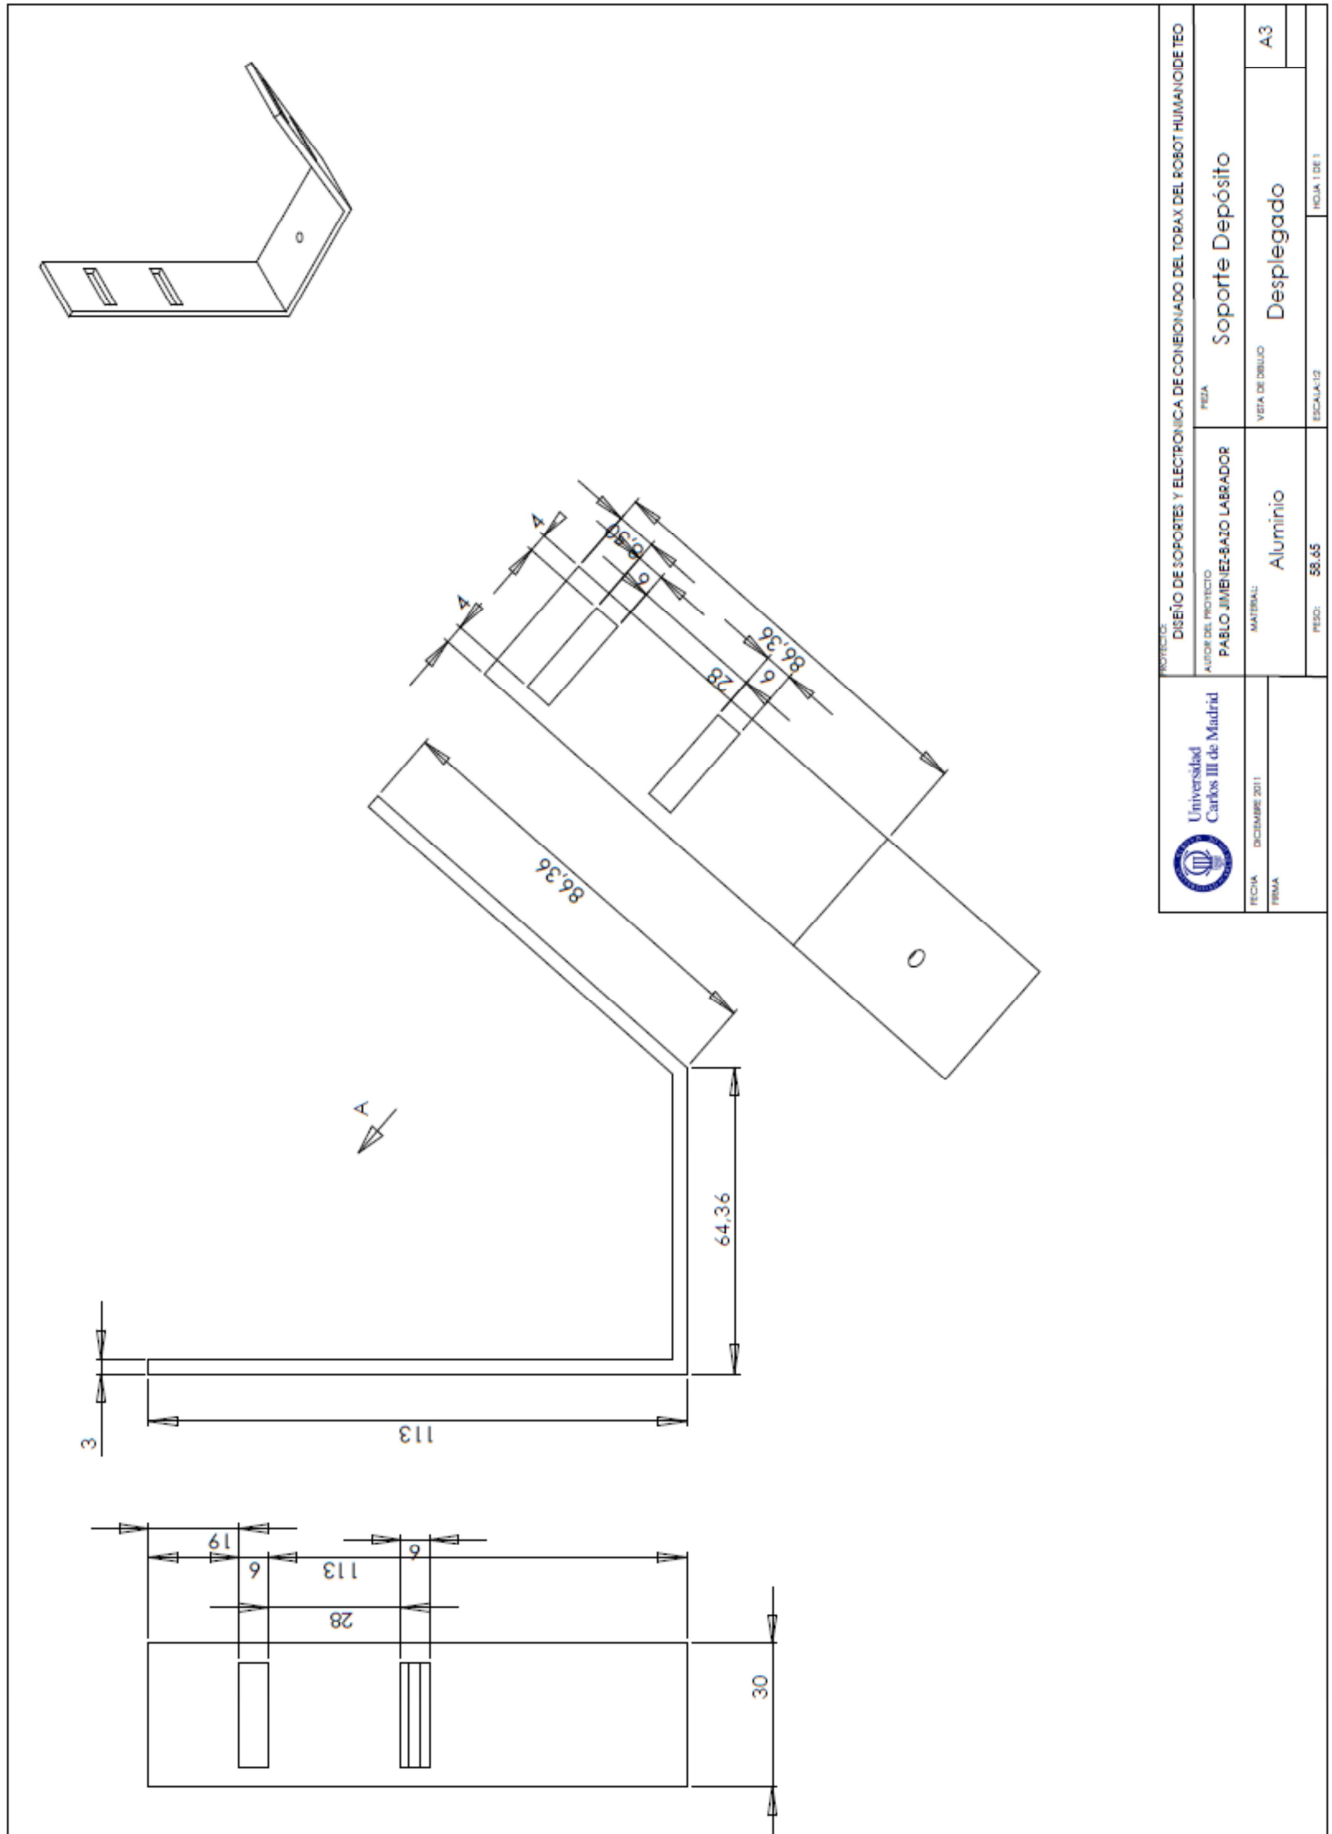 PROYECTO:
DISEÑO DE SOPORTES Y ELECTRONICA DE CONEXIONADO DEL TORAX DEL ROBOT HUMANOIDE TEO
AUTOR DEL PROYECTO
PABLO JIMENEZ-BAZO LABRADOR
PIEZA
Soporte Depósito
MATERIAL:
Aluminio
VISTA DE DIBUJO
Desplegado
A3
PESO:
58.65
ESCALA:1:2
HOJA 1 DE 1
Universidad
Carlos III de Madrid
FECHA
DICIEMBRE 2011
FIRMA
3
113
64,36
86,36
A
4
4
6
28
6
86,36
19
6
113
6
28
30